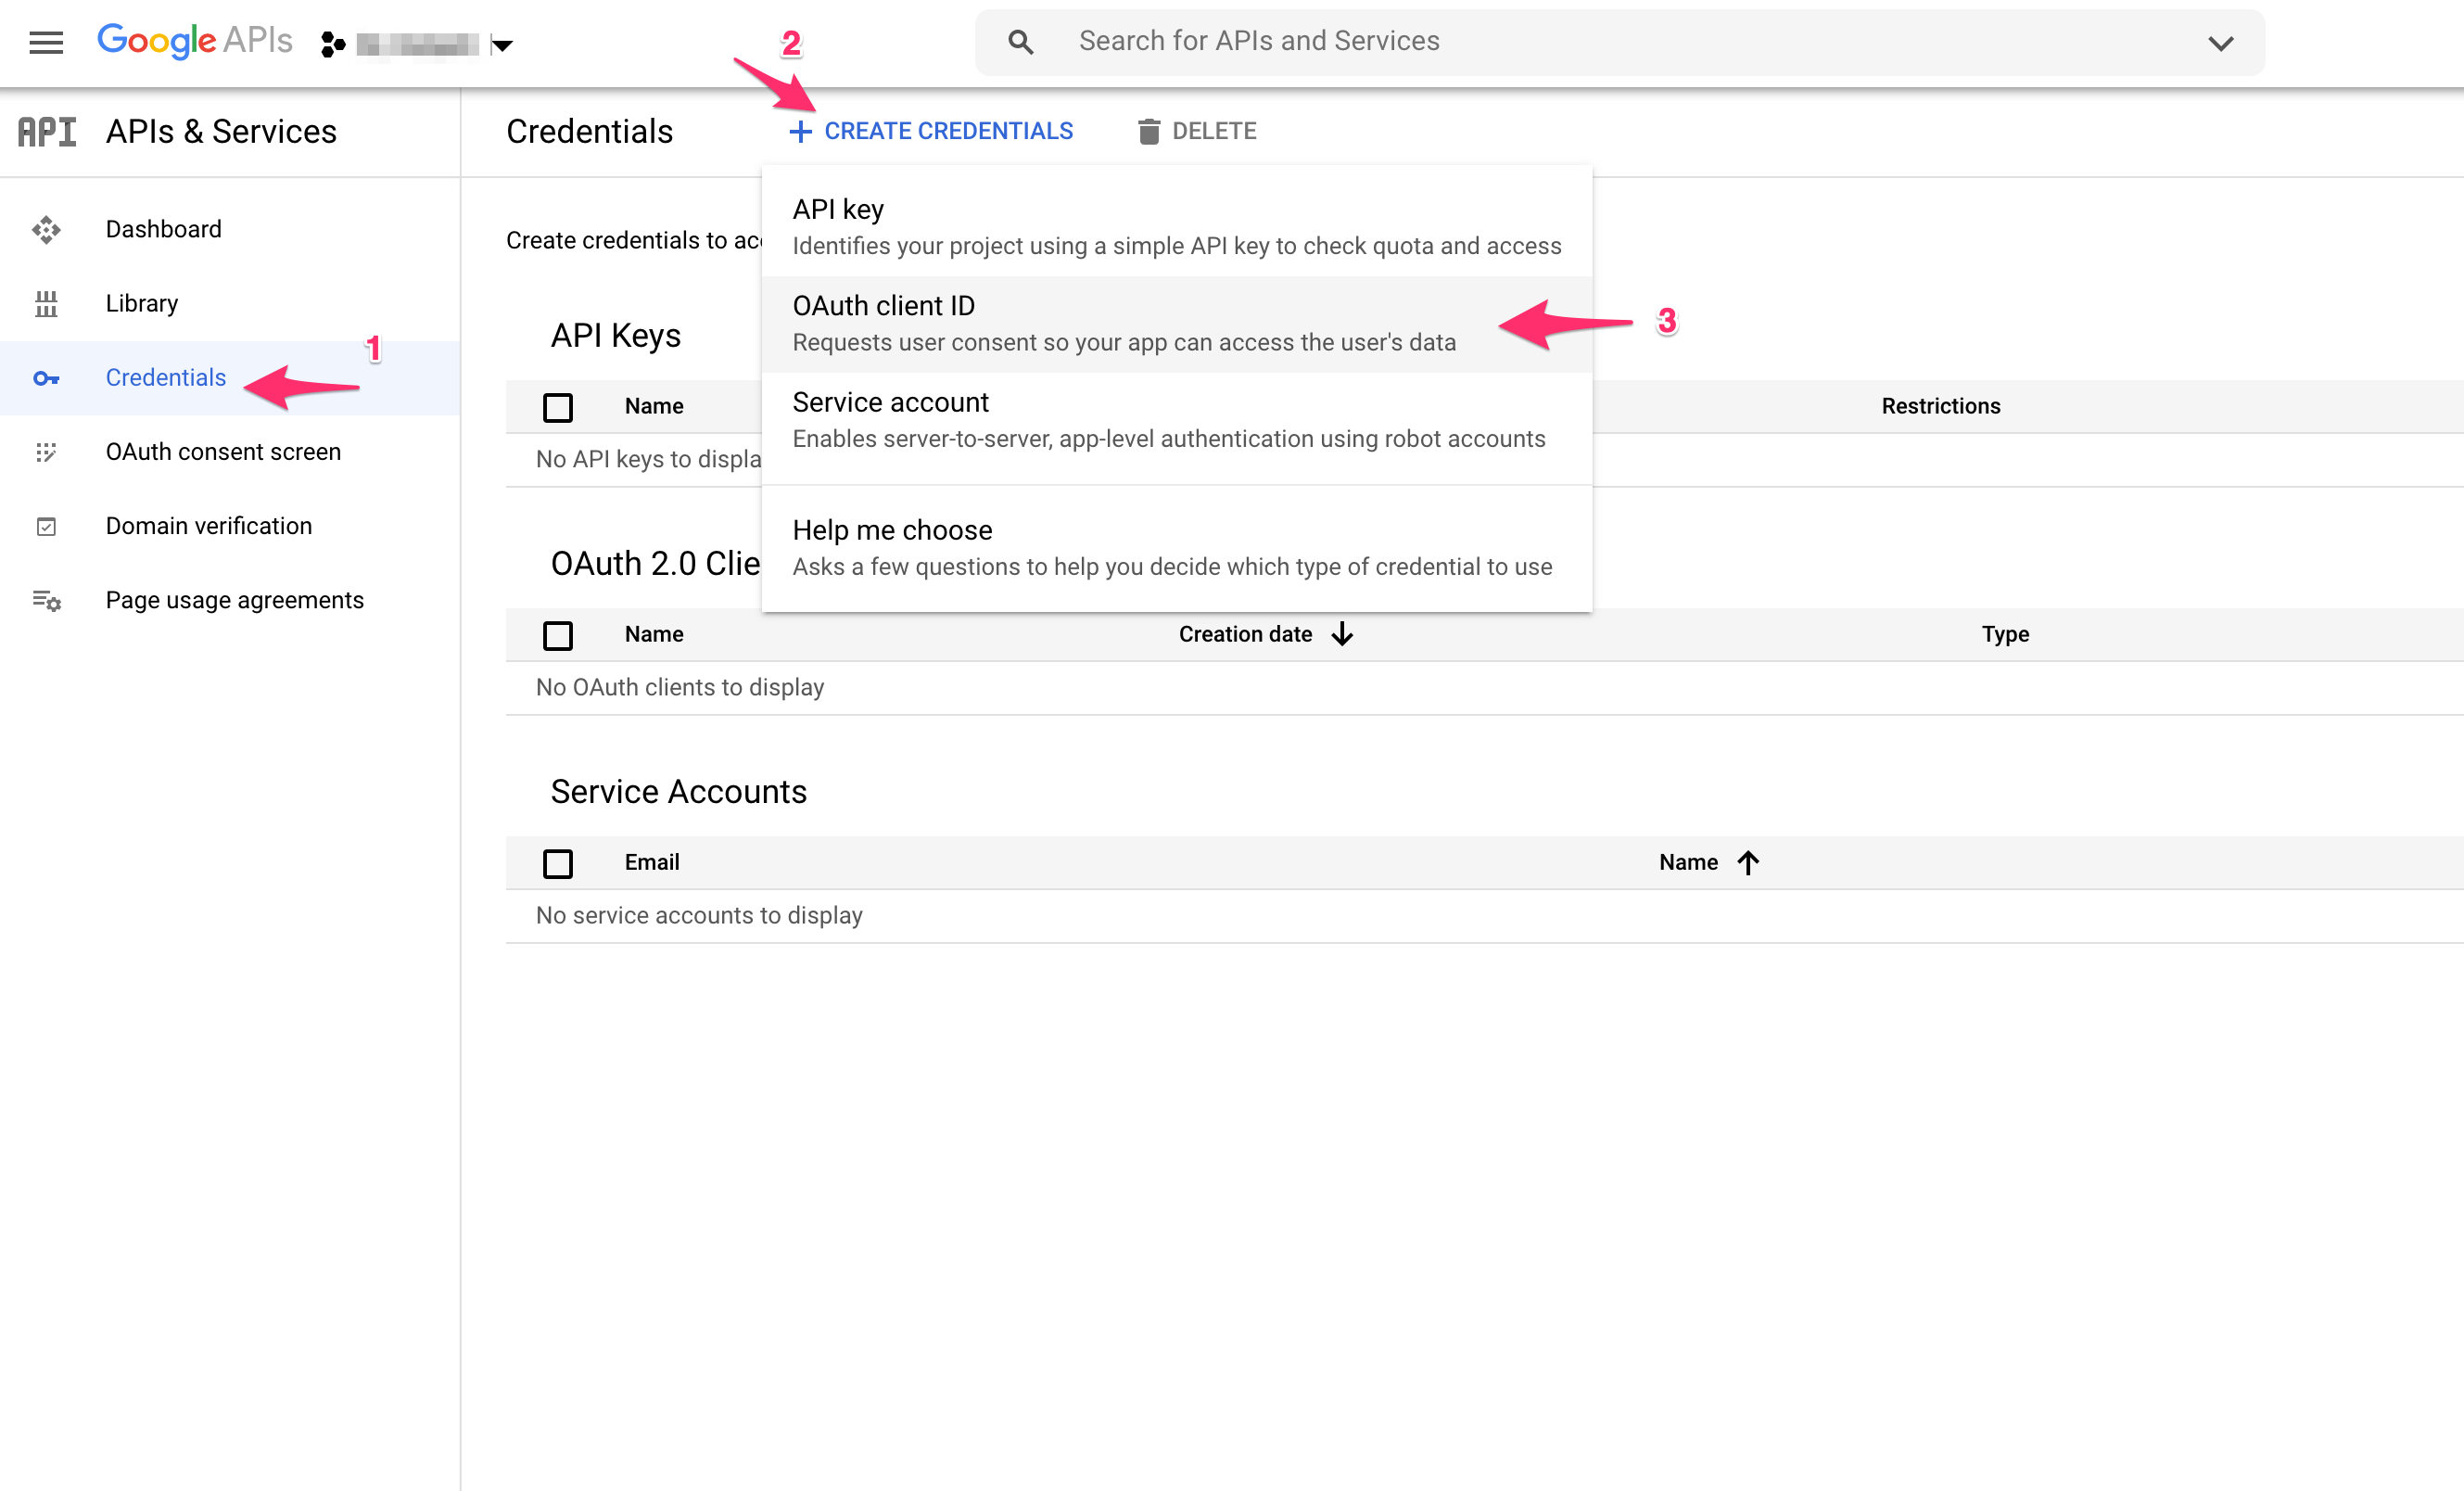 Google APIs
Search for APIs and Services
2
API APIs & Services
Credentials
CREATE CREDENTIALS
DELETE
Dashboard
Library
1
Credentials
OAuth consent screen
Domain verification
Page usage agreements
Create credentials to
API key
Identifies your project using a simple API key to check quota and access
OAuth client ID
Requests user consent so your app can access the user's data
3
Service account
Enables server-to-server, app-level authentication using robot accounts
Help me choose
Asks a few questions to help you decide which type of credential to use
API Keys
Name
Restrictions
No API keys to displa
OAuth 2.0 Clie
Name
Creation date
Type
No OAuth clients to display
Service Accounts
Email
Name
No service accounts to display